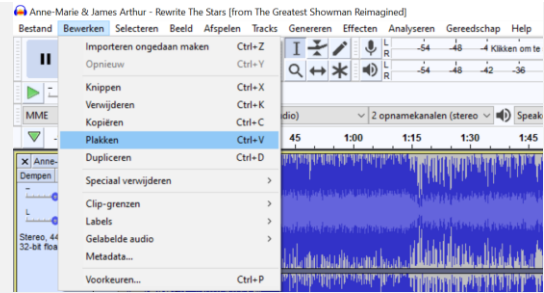 Anne-Marie & James Arthur - Rewrite The Stars [from The Greatest Showman Reimagined]
Bestand Bewerken Selecteren Beeld Afspelen Tracks Genereren Effecten Analyseren Gereedschap Help
Importeren ongedaan maken Ctrl+Z
Opnieuw Ctrl+Y
Knippen Ctrl+X
Verwijderen Ctrl+K
Kopiëren Ctrl+C
Plakken Ctrl+V
Dupliceren Ctrl+D
Speciaal verwijderen >
Clip-grenzen >
Labels >
Gelabelde audio >
Metadata...
Voorkeuren... Ctrl+P
L R -54 -48 -4 Klikken om te
L R -54 -48 -42 -36
MME dio) 2 opnamekanalen (stereo Speak
45 1:00 1:15 1:30 1:45
× Anne-
Dempen
L
Stereo, 44
32-bit floa